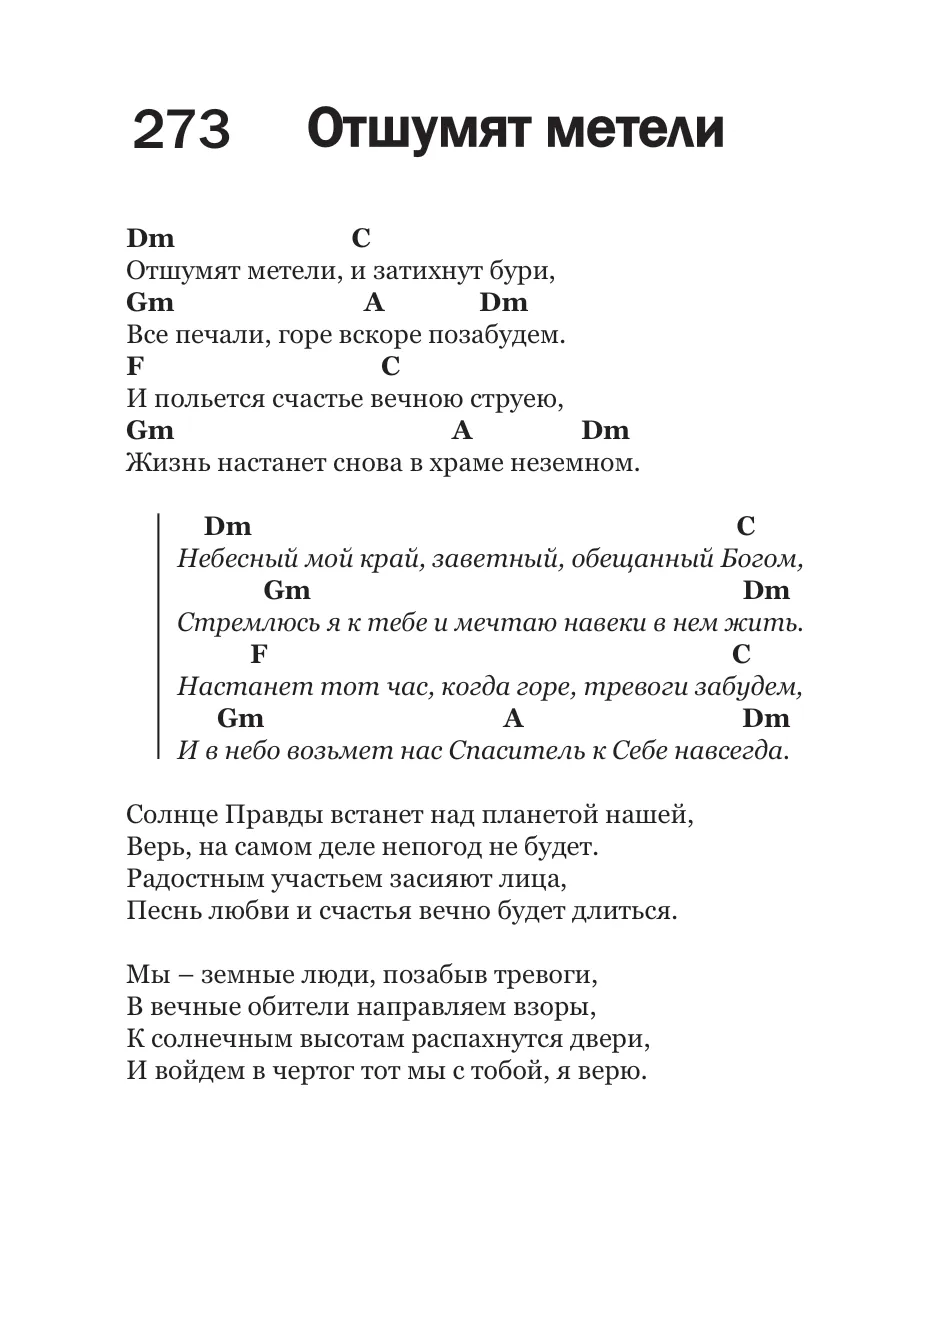 273 Отшумят метели
Dm C
Отшумят метели, и затихнут бури,
Gm A Dm
Все печали, горе вскоре позабудем.
F C
И польется счастье вечною струею,
Gm A Dm
Жизнь настанет снова в храме неземном.
Dm C
Небесный мой край, заветный, обещанный Богом,
Gm Dm
Стремлюсь я к тебе и мечтаю навеки в нем жить.
F C
Настанет тот час, когда горе, тревоги забудем,
Gm A Dm
И в небо возьмет нас Спаситель к Себе навсегда.
Солнце Правды встанет над планетой нашей,
Верь, на самом деле непогод не будет.
Радостным участьем засияют лица,
Песнь любви и счастья вечно будет длиться.
Мы – земные люди, позабыв тревоги,
В вечные обители направляем взоры,
К солнечным высотам распахнутся двери,
И войдем в чертог тот мы с тобой, я верю.